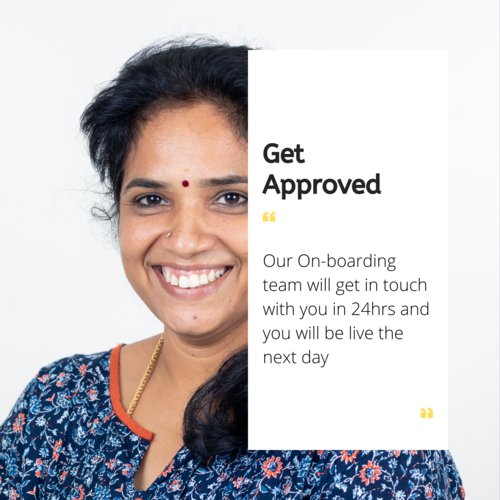 Get
Approved
“
Our On-boarding
team will get in touch
with you in 24hrs and
you will be live the
next day
”